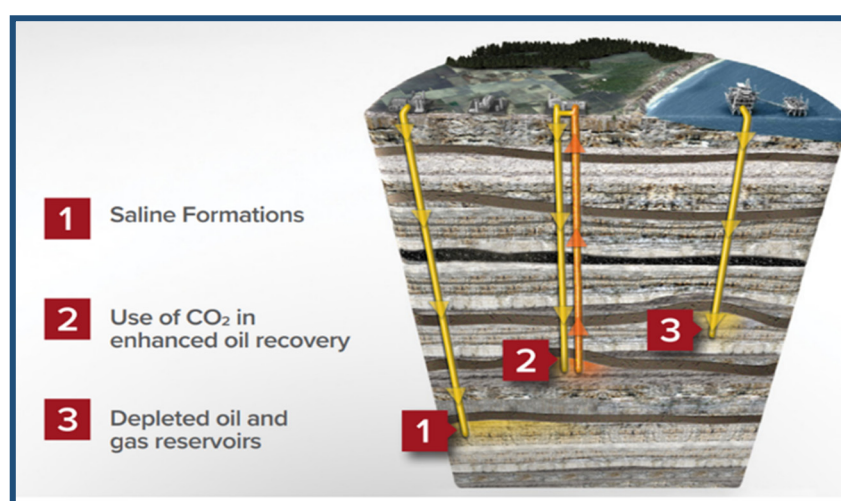 1 Saline Formations
2 Use of CO₂ in
enhanced oil recovery
3 Depleted oil and
gas reservoirs
3
2
1